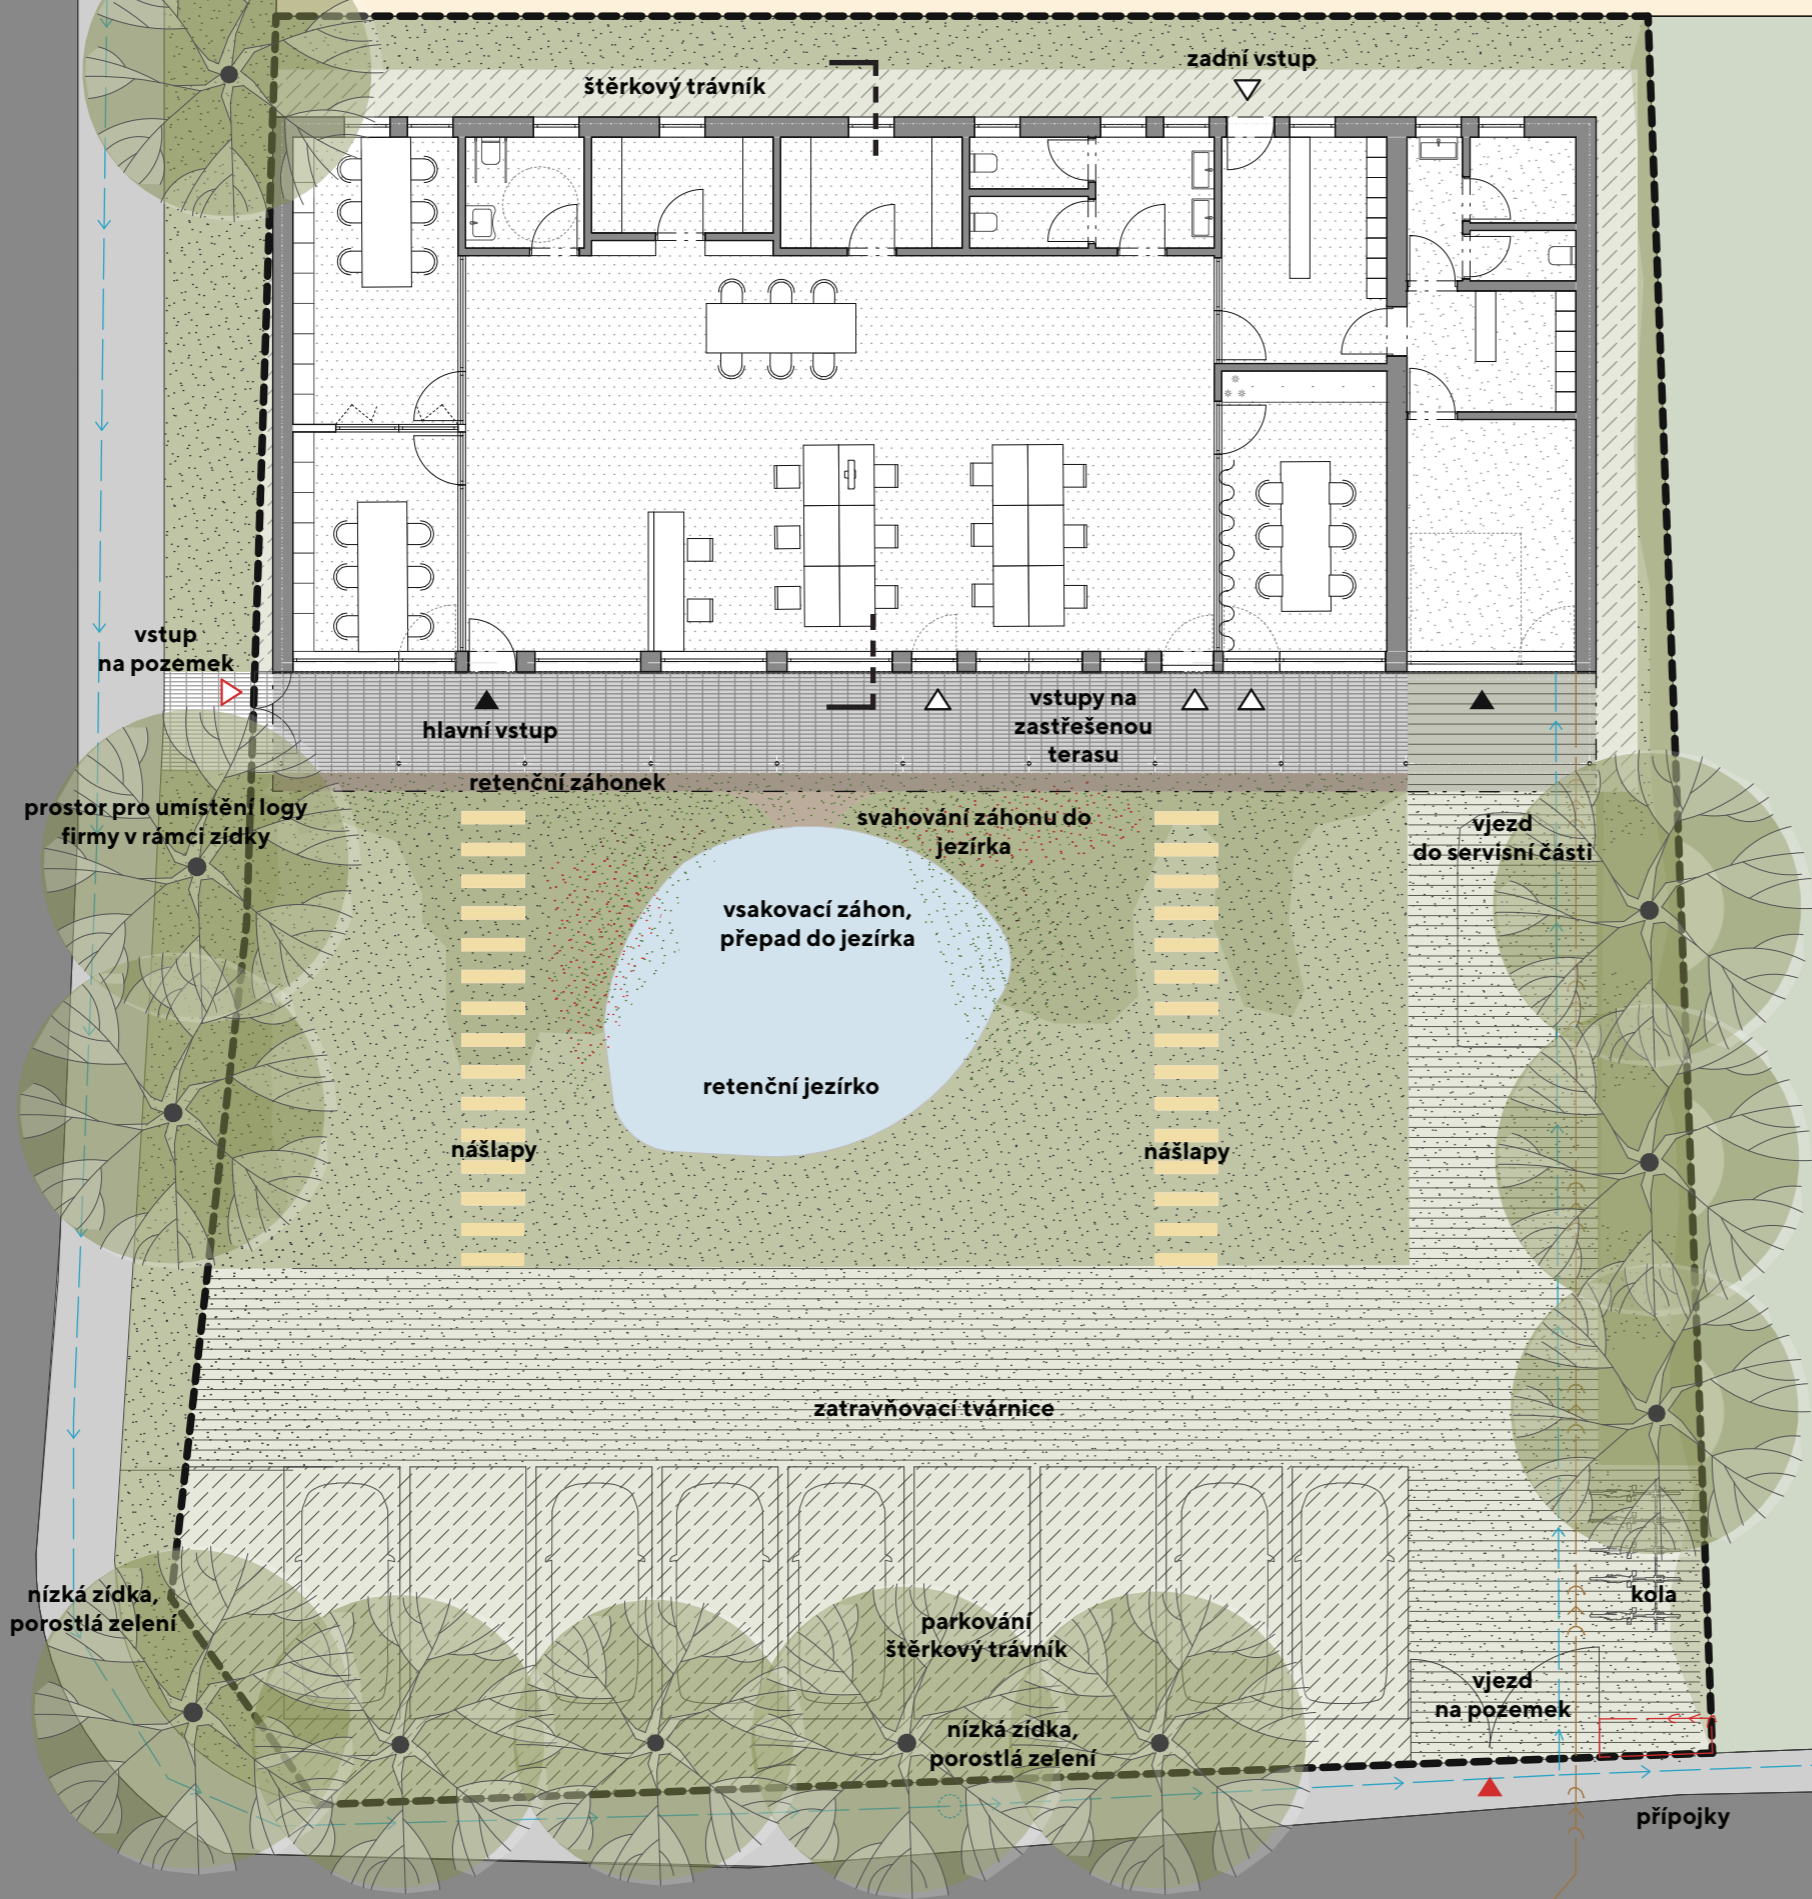 zadní vstup
štěrkový trávník
vstup
na pozemek
hlavní vstup
vstupy na
zastřešenou
terasu
retenční záhonek
prostor pro umístění logy
firmy v rámci zídky
svahování záhonu do
jezírka
vjezd
do servisní části
vsakovací záhon,
přepad do jezírka
retenční jezírko
nášlapy
nášlapy
zatravňovací tvárnice
nízká zídka,
porostlá zelení
parkování
štěrkový trávník
kola
vjezd
na pozemek
nízká zídka,
porostlá zelení
přípojky